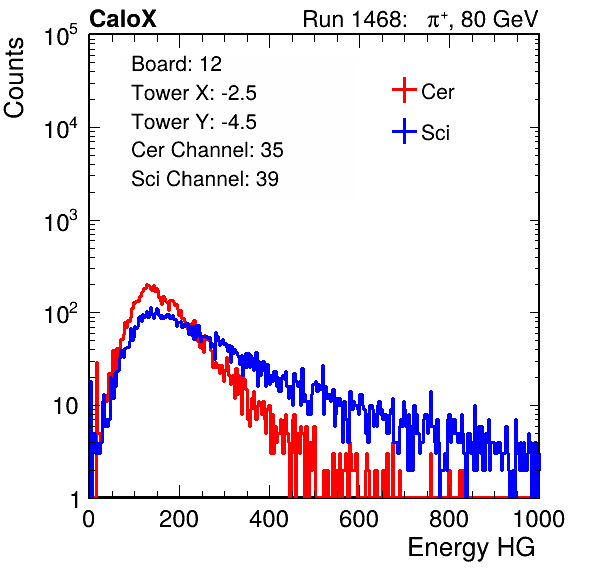 CaloX Run 1468: π⁺, 80 GeV
Counts
10⁵
10⁴
10³
10²
10
1
Board: 12
Tower X: -2.5
Tower Y: -4.5
Cer Channel: 35
Sci Channel: 39
Cer
Sci
0 200 400 600 800 1000
Energy HG